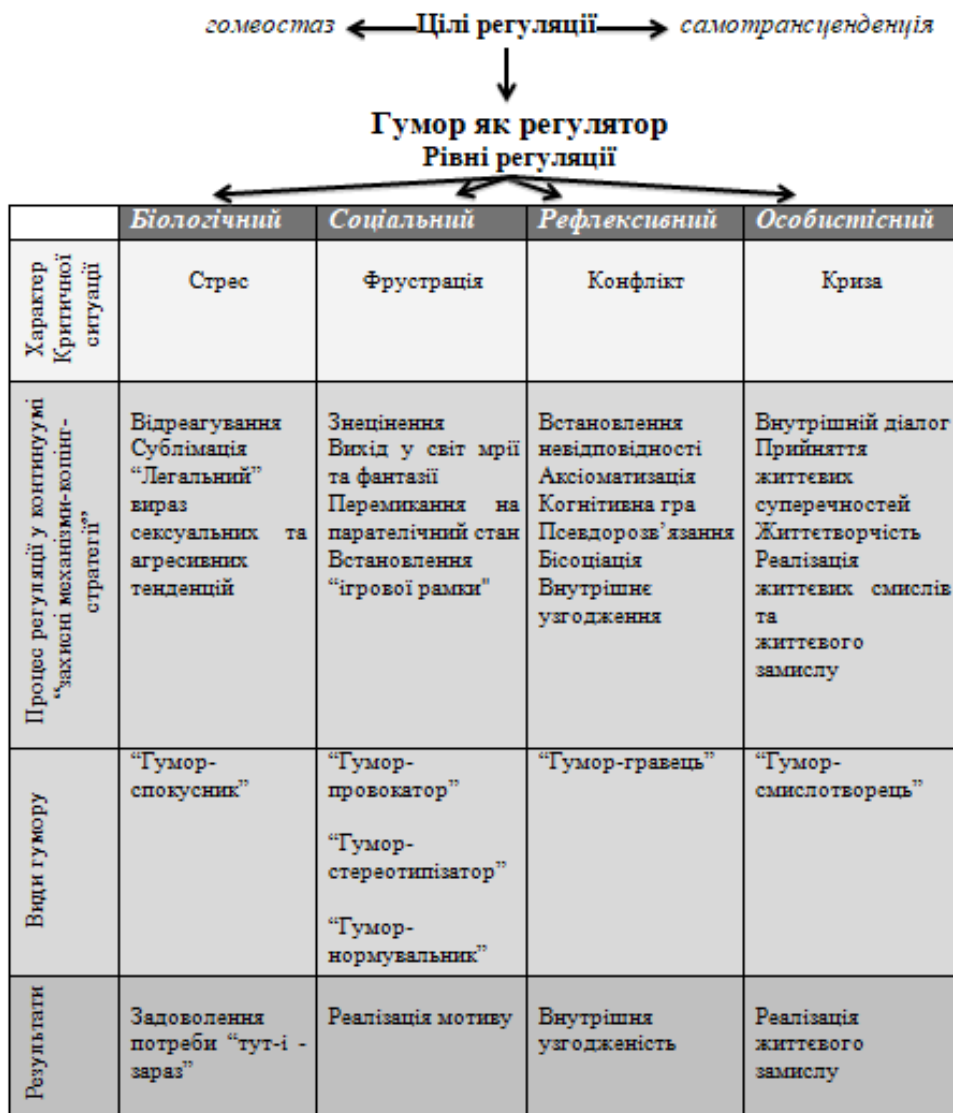 гомеостаз Цілі регуляції самотрансценденція
Гумор як регулятор
Рівні регуляції
Біологічний Соціальний Рефлексивний Особистісний
Характер
Критичної
ситуації
Стрес
Фрустрація
Конфлікт
Криза
Процес регуляції у континуумі
“захисні механізми-копінг-
стратегії”
Відреагування
Сублімація
“Легальний”
вираз
сексуальних та
агресивних
тенденцій
Знецінення
Вихід у світ мрії
та фантазії
Перемикання на
парателічний стан
Встановлення
“ігрової рамки"
Встановлення
невідповідності
Аксіоматизація
Когнітивна гра
Псевдорозв’язання
Бісоціація
Внутрішнє
узгодження
Внутрішній діалог
Прийняття
життєвих
суперечностей
Життєтворчість
Реалізація
життєвих смислів
та
життєвого
замислу
Види гумору
“Гумор-
спокусник”
“Гумор-
провокатор”
“Гумор-
стереотипізатор”
“Гумор-
нормувальник”
“Гумор-гравець”
“Гумор-
смислотворець”
Результати
Задоволення
потреби “тут-і -
зараз”
Реалізація мотиву
Внутрішня
узгодженість
Реалізація
життєвого
замислу